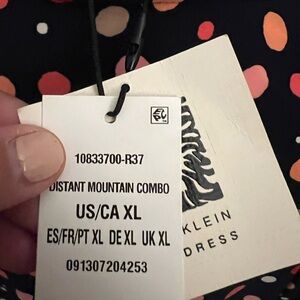 10833700-R37
DISTANT MOUNTAIN COMBO
US/CA XL
ES/FR/PT XL DE XL UK XL
091307204253
KLEIN
DRESS